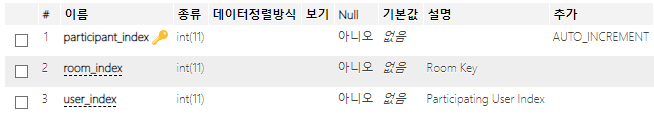 # 이름 종류 데이터정렬방식 보기 Null 기본값 설명 추가
1 participant_index int(11) 아니오 없음 AUTO_INCREMENT
2 room_index int(11) 아니오 없음 Room Key
3 user_index int(11) 아니오 없음 Participating User Index